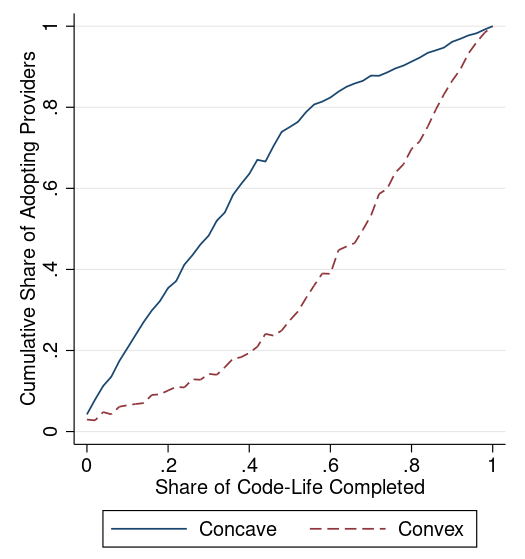 Cumulative Share of Adopting Providers
1
.8
.6
.4
.2
0
0 .2 .4 .6 .8 1
Share of Code-Life Completed
Concave Convex